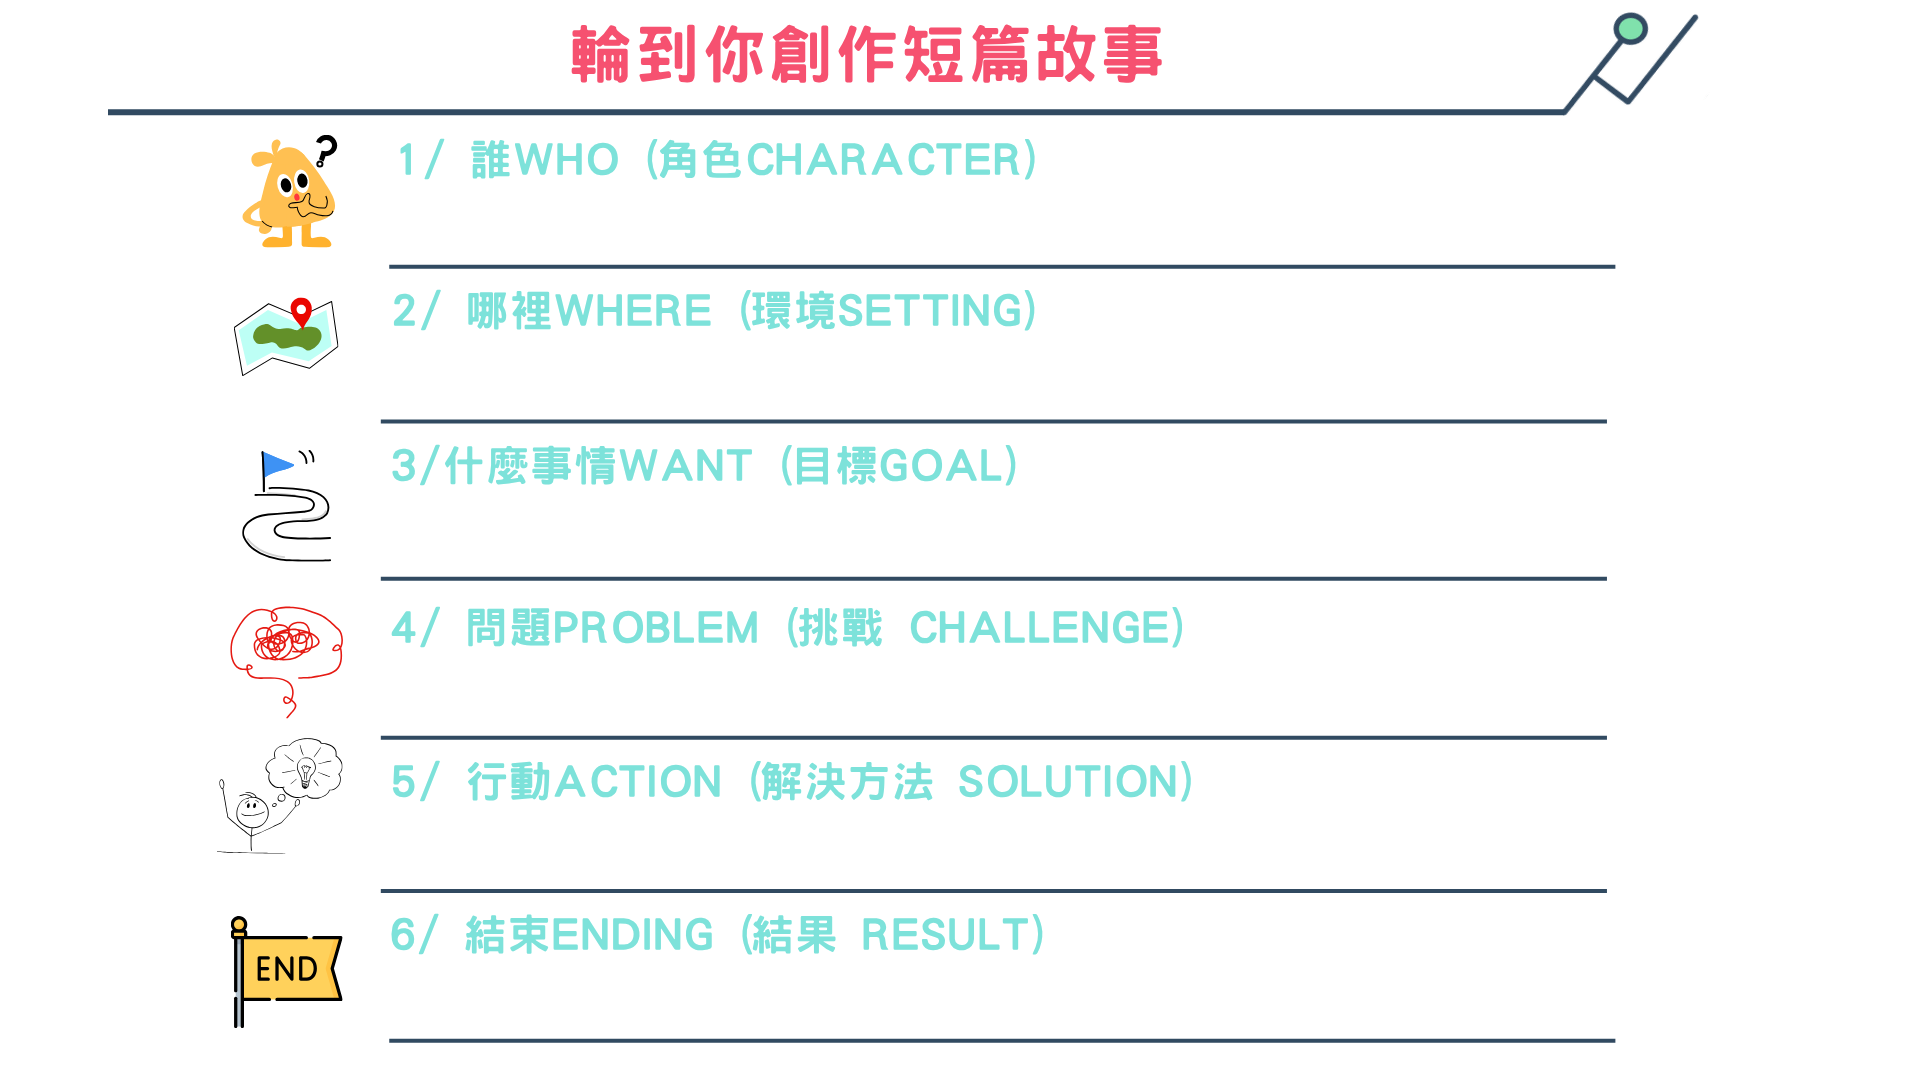 輪到你創作短篇故事
1/ 誰WHO (角色CHARACTER)
2/ 哪裡WHERE (環境SETTING)
3/什麼事情WANT (目標GOAL)
4/ 問題PROBLEM (挑戰 CHALLENGE)
5/ 行動ACTION (解決方法 SOLUTION)
6/ 結束ENDING (結果 RESULT)
END